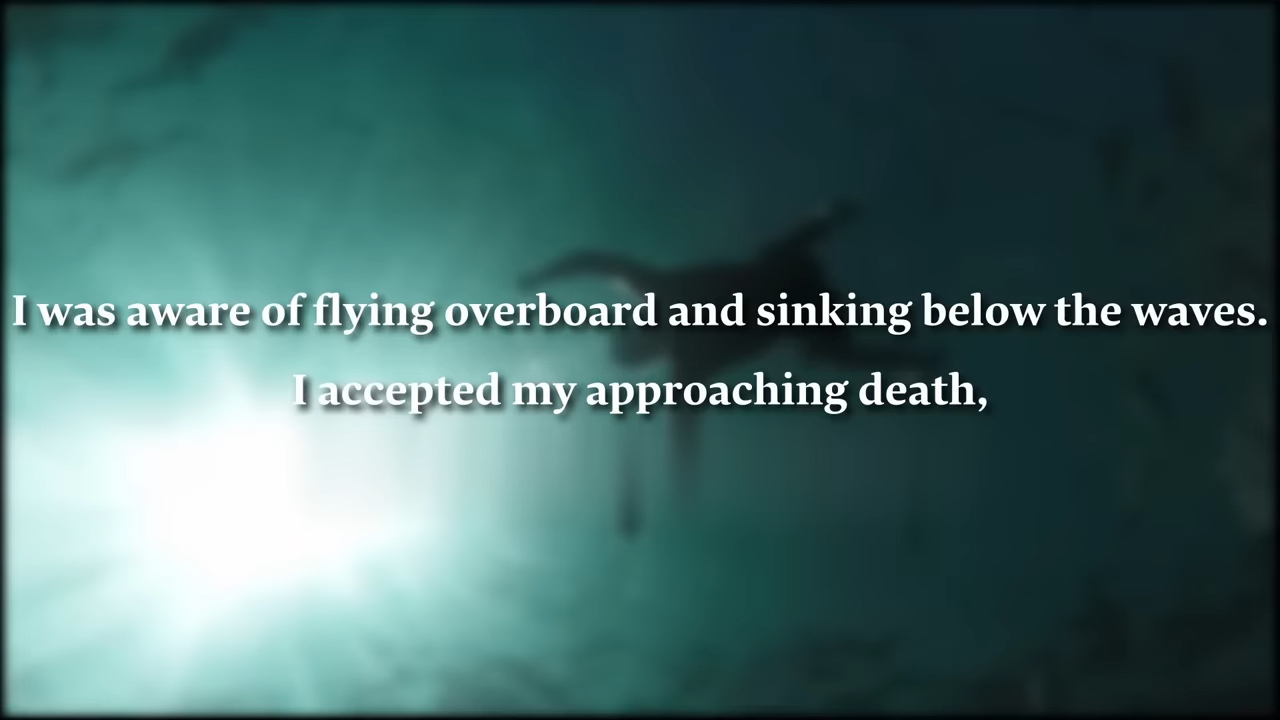 I was aware of flying overboard and sinking below the waves.
I accepted my approaching death,